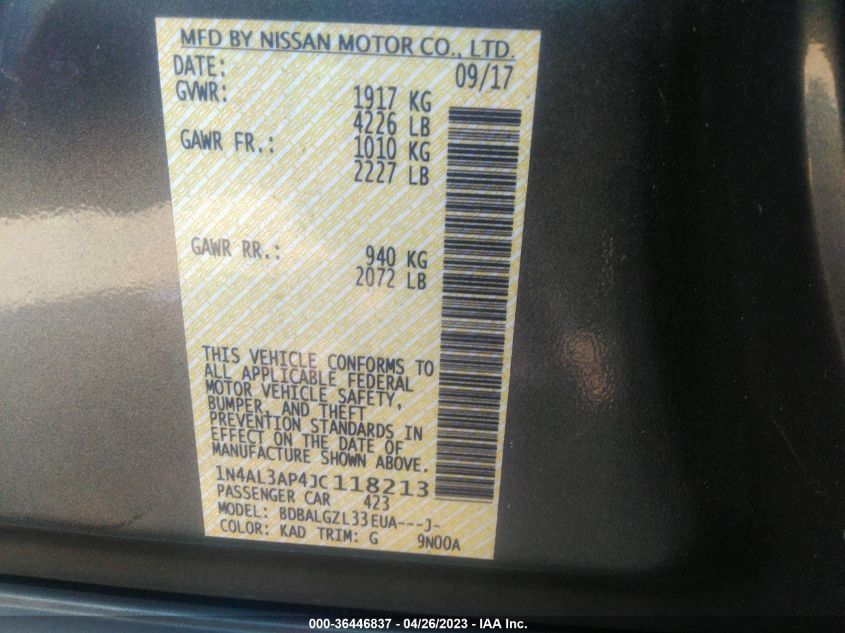 MFD BY NISSAN MOTOR CO., LTD.
DATE: 09/17
GVWR: 1917 KG
4226 LB
GAWR FR.: 1010 KG
2227 LB
GAWR RR.: 940 KG
2072 LB
THIS VEHICLE CONFORMS TO
ALL APPLICABLE FEDERAL
MOTOR VEHICLE SAFETY,
BUMPER, AND THEFT
PREVENTION STANDARDS IN
EFFECT ON THE DATE OF
MANUFACTURE SHOWN ABOVE.
1N4AL3AP4JC118213
PASSENGER CAR 423
MODEL: BDBALGZL33EUA---J-
COLOR: KAD TRIM: G 9N00A
000-36446837 - 04/26/2023 - IAA Inc.